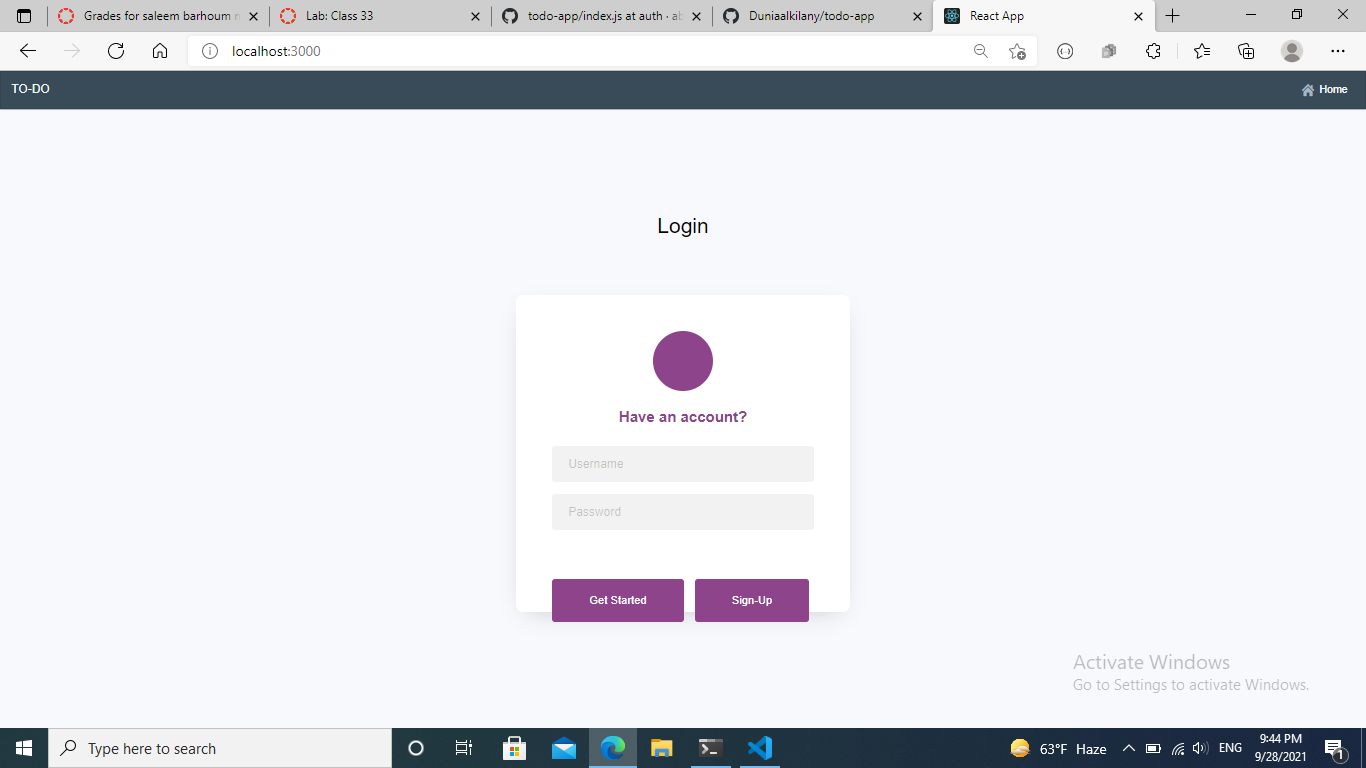 Grades for saleem barhoum
Lab: Class 33
todo-app/index.js at auth · ab
Duniaalkilany/todo-app
React App
localhost:3000
TO-DO
Home
Login
Have an account?
Username
Password
Get Started
Sign-Up
Activate Windows
Go to Settings to activate Windows.
Type here to search
63°F Haze
ENG
9:44 PM
9/28/2021
1